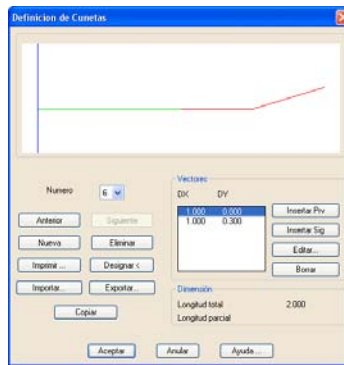 Definicion de Cunetas
Numero 6
Anterior Siguiente
Nueva Eliminar
Imprimir ... Designar <
Importar... Exportar...
Copiar
Vectores
DX DY
1.000 0.000
1.000 0.300
Insertar Prv
Insertar Sig
Editar...
Borrar
Dimensión
Longitud total 2.000
Longitud parcial
Aceptar Anular Ayuda ...